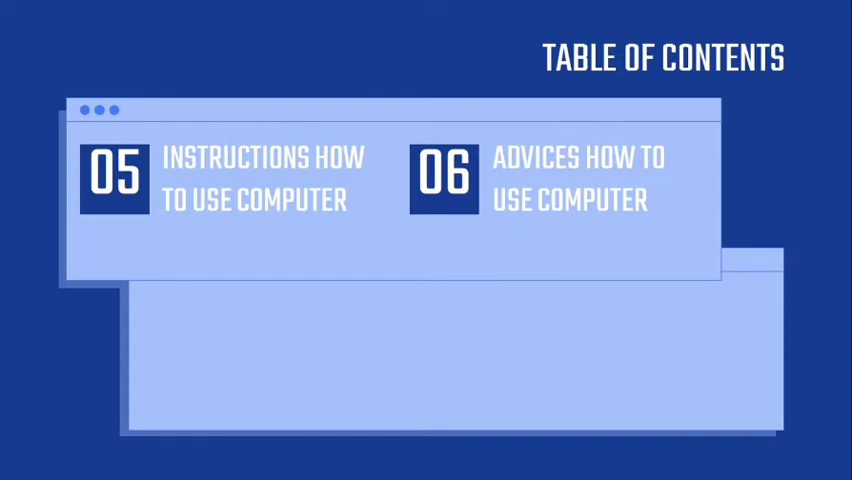 TABLE OF CONTENTS
05
INSTRUCTIONS HOW
TO USE COMPUTER
06
ADVICES HOW TO
USE COMPUTER